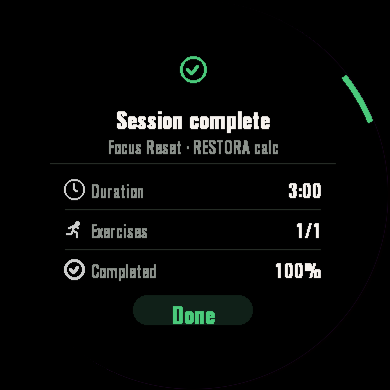 Session complete
Focus Reset · RESTORA calc
Duration 3:00
Exercises 1/1
Completed 100%
Done